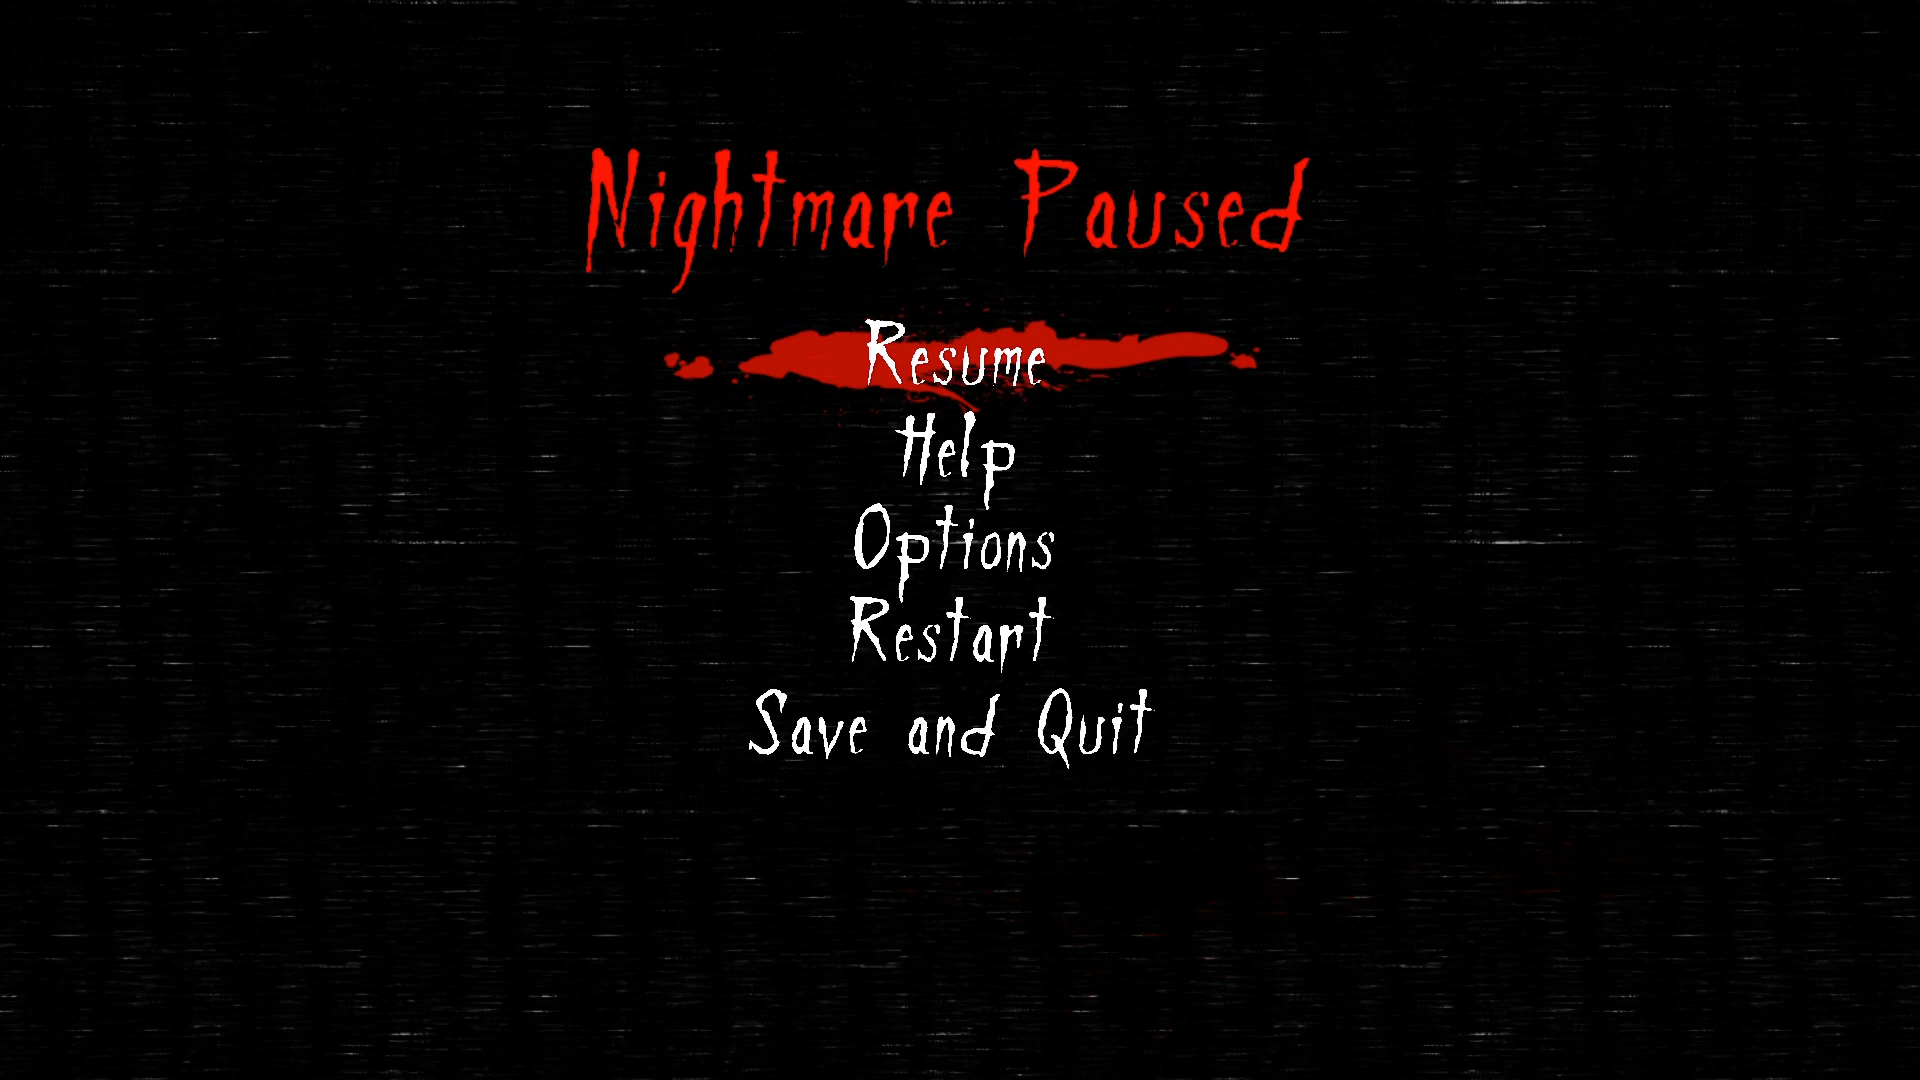 Nightmare Paused
Resume
Help
Options
Restart
Save and Quit